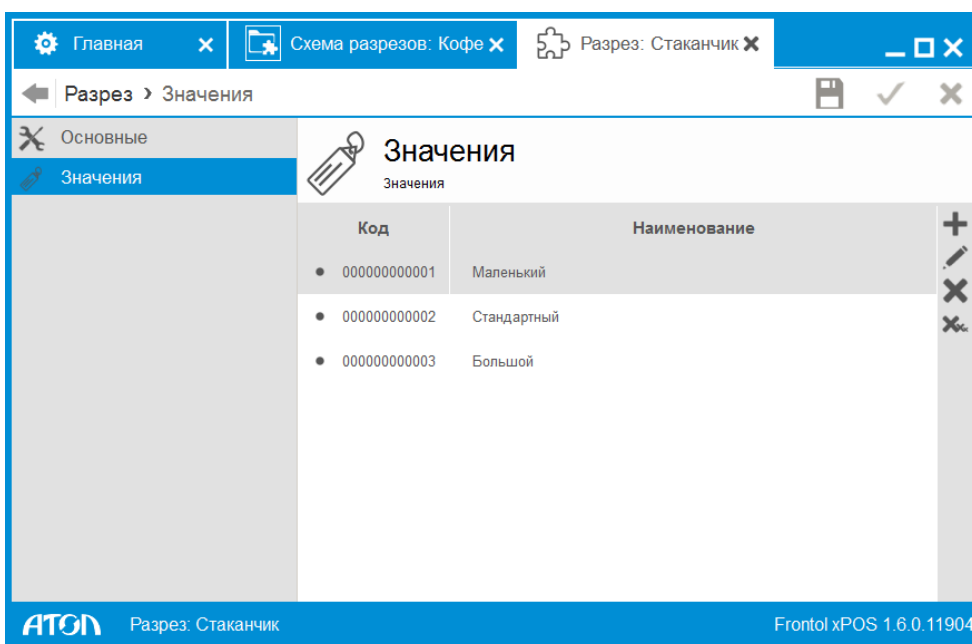 Главная Схема разрезов: Кофе Разрез: Стаканчик
Разрез › Значения
Основные
Значения
Значения
Значения
Код Наименование
000000000001 Маленький
000000000002 Стандартный
000000000003 Большой
АТОЛ Разрез: Стаканчик Frontol xPOS 1.6.0.11904